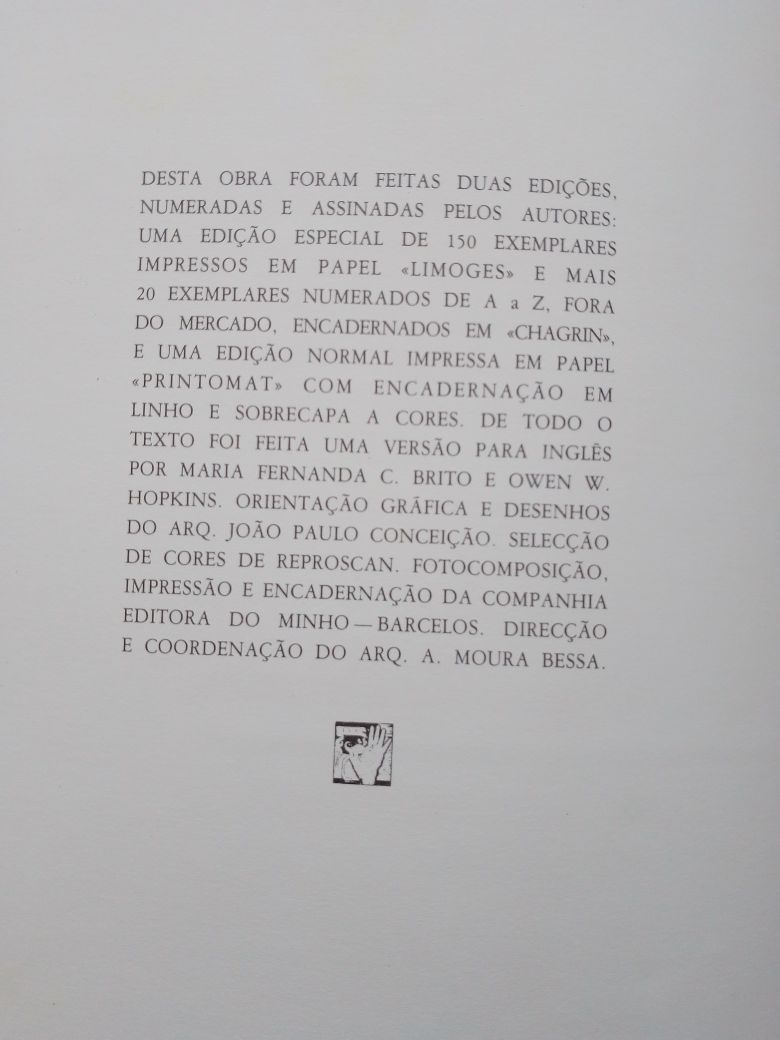 DESTA OBRA FORAM FEITAS DUAS EDIÇÕES,
NUMERADAS E ASSINADAS PELOS AUTORES:
UMA EDIÇÃO ESPECIAL DE 150 EXEMPLARES
IMPRESSOS EM PAPEL «LIMOGES» E MAIS
20 EXEMPLARES NUMERADOS DE A a Z, FORA
DO MERCADO, ENCADERNADOS EM «CHAGRIN»,
E UMA EDIÇÃO NORMAL IMPRESSA EM PAPEL
«PRINTOMAT» COM ENCADERNAÇÃO EM
LINHO E SOBRECAPA A CORES. DE TODO O
TEXTO FOI FEITA UMA VERSÃO PARA INGLÊS
POR MARIA FERNANDA C. BRITO E OWEN W.
HOPKINS. ORIENTAÇÃO GRÁFICA E DESENHOS
DO ARQ. JOÃO PAULO CONCEIÇÃO. SELECÇÃO
DE CORES DE REPROSCAN. FOTOCOMPOSIÇÃO,
IMPRESSÃO E ENCADERNAÇÃO DA COMPANHIA
EDITORA DO MINHO — BARCELOS. DIRECÇÃO
E COORDENAÇÃO DO ARQ. A. MOURA BESSA.